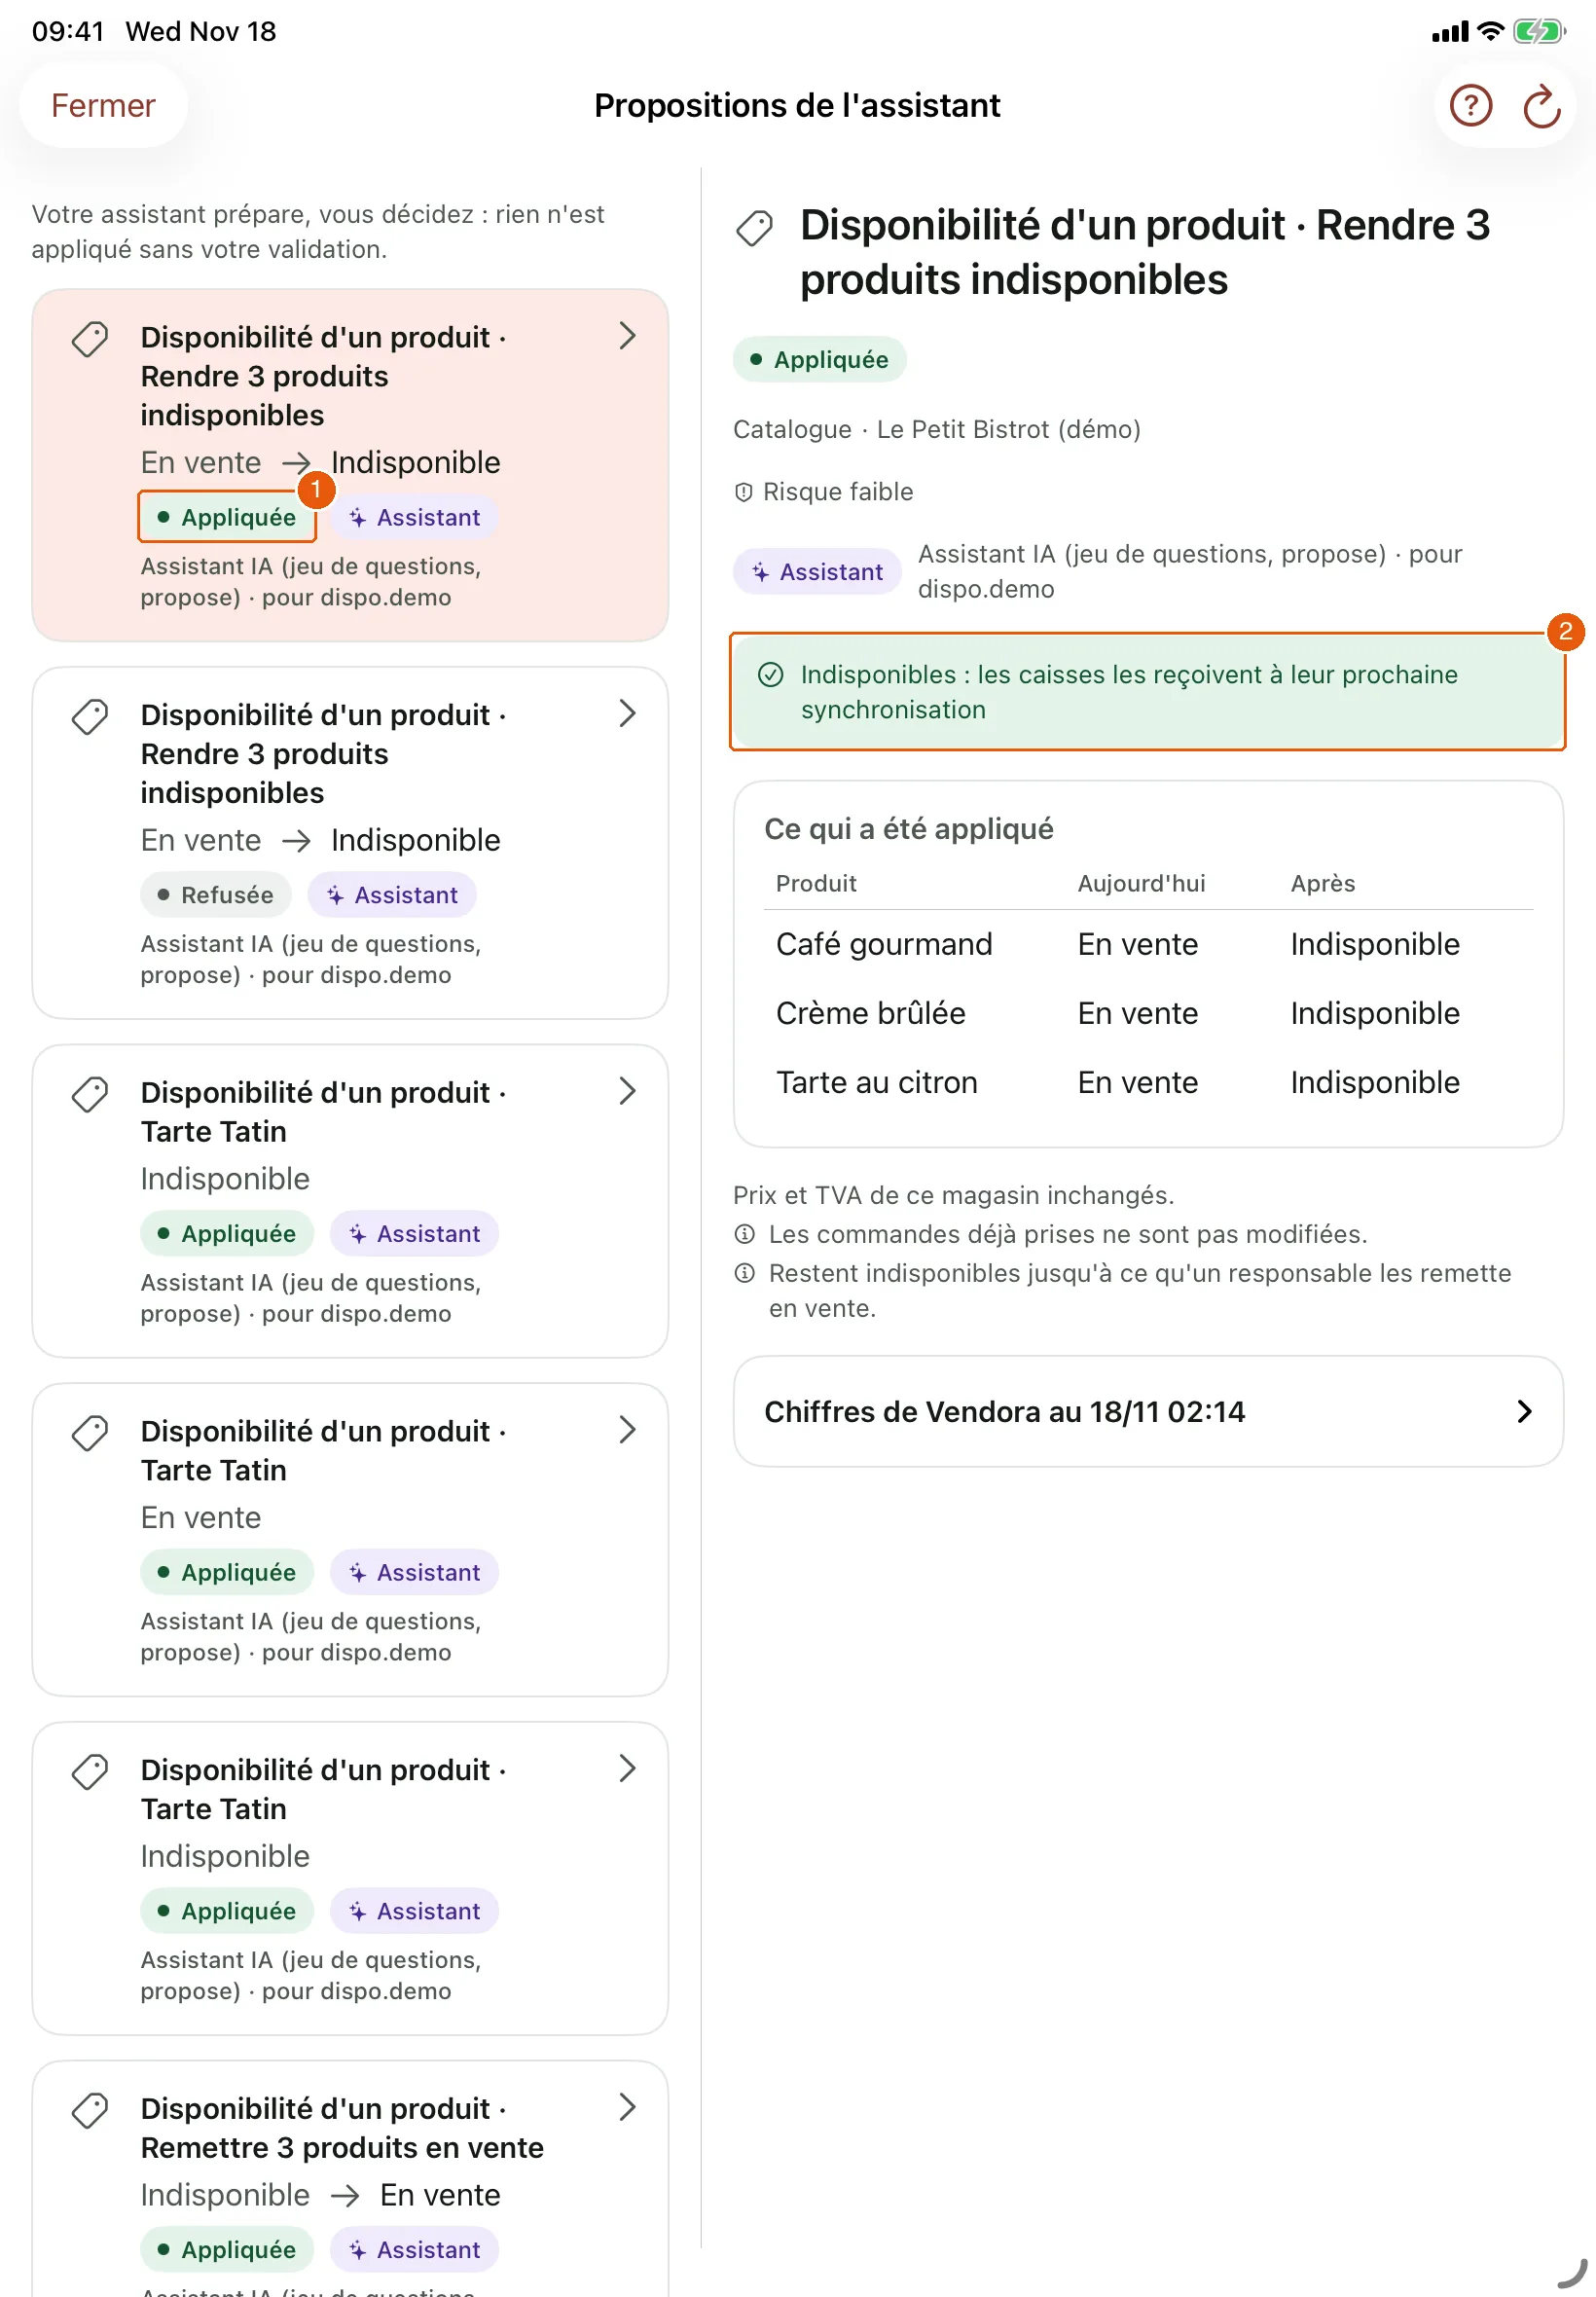 09:41 Wed Nov 18
Fermer
Propositions de l'assistant
?
Votre assistant prépare, vous décidez : rien n'est
appliqué sans votre validation.
Disponibilité d'un produit ·
Rendre 3 produits
indisponibles
En vente → Indisponible
1
Appliquée
Assistant
Assistant IA (jeu de questions,
propose) · pour dispo.demo
Disponibilité d'un produit ·
Rendre 3 produits
indisponibles
En vente → Indisponible
Refusée
Assistant
Assistant IA (jeu de questions,
propose) · pour dispo.demo
Disponibilité d'un produit ·
Tarte Tatin
Indisponible
Appliquée
Assistant
Assistant IA (jeu de questions,
propose) · pour dispo.demo
Disponibilité d'un produit ·
Tarte Tatin
En vente
Appliquée
Assistant
Assistant IA (jeu de questions,
propose) · pour dispo.demo
Disponibilité d'un produit ·
Tarte Tatin
Indisponible
Appliquée
Assistant
Assistant IA (jeu de questions,
propose) · pour dispo.demo
Disponibilité d'un produit ·
Remettre 3 produits en vente
Indisponible → En vente
Appliquée
Assistant
Disponibilité d'un produit · Rendre 3
produits indisponibles
Appliquée
Catalogue · Le Petit Bistrot (démo)
Risque faible
Assistant
Assistant IA (jeu de questions, propose) · pour
dispo.demo
2
Indisponibles : les caisses les reçoivent à leur prochaine
synchronisation
Ce qui a été appliqué
Produit Aujourd'hui Après
Café gourmand En vente Indisponible
Crème brûlée En vente Indisponible
Tarte au citron En vente Indisponible
Prix et TVA de ce magasin inchangés.
Les commandes déjà prises ne sont pas modifiées.
Restent indisponibles jusqu'à ce qu'un responsable les remette
en vente.
Chiffres de Vendora au 18/11 02:14